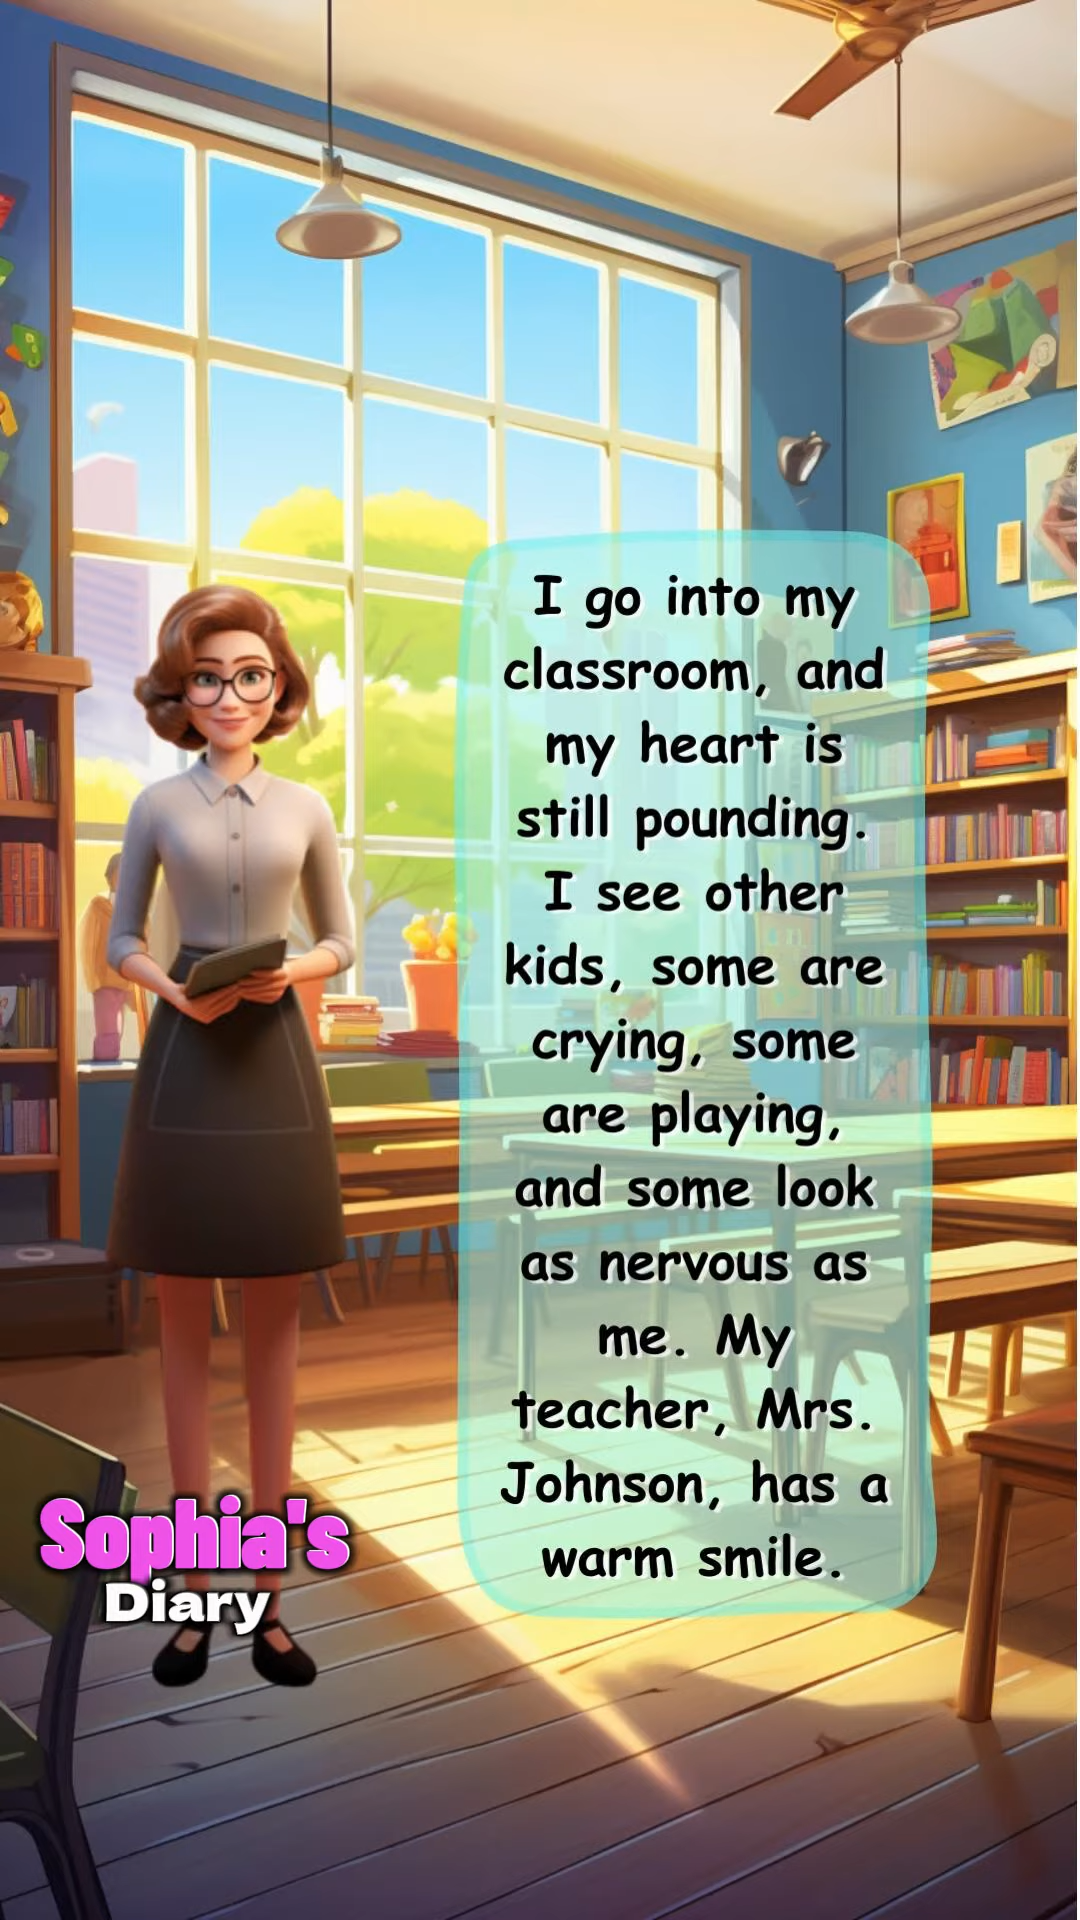 I go into my
classroom, and
my heart is
still pounding.
I see other
kids, some are
crying, some
are playing,
and some look
as nervous as
me. My
teacher, Mrs.
Johnson, has a
warm smile.
Sophia's
Diary